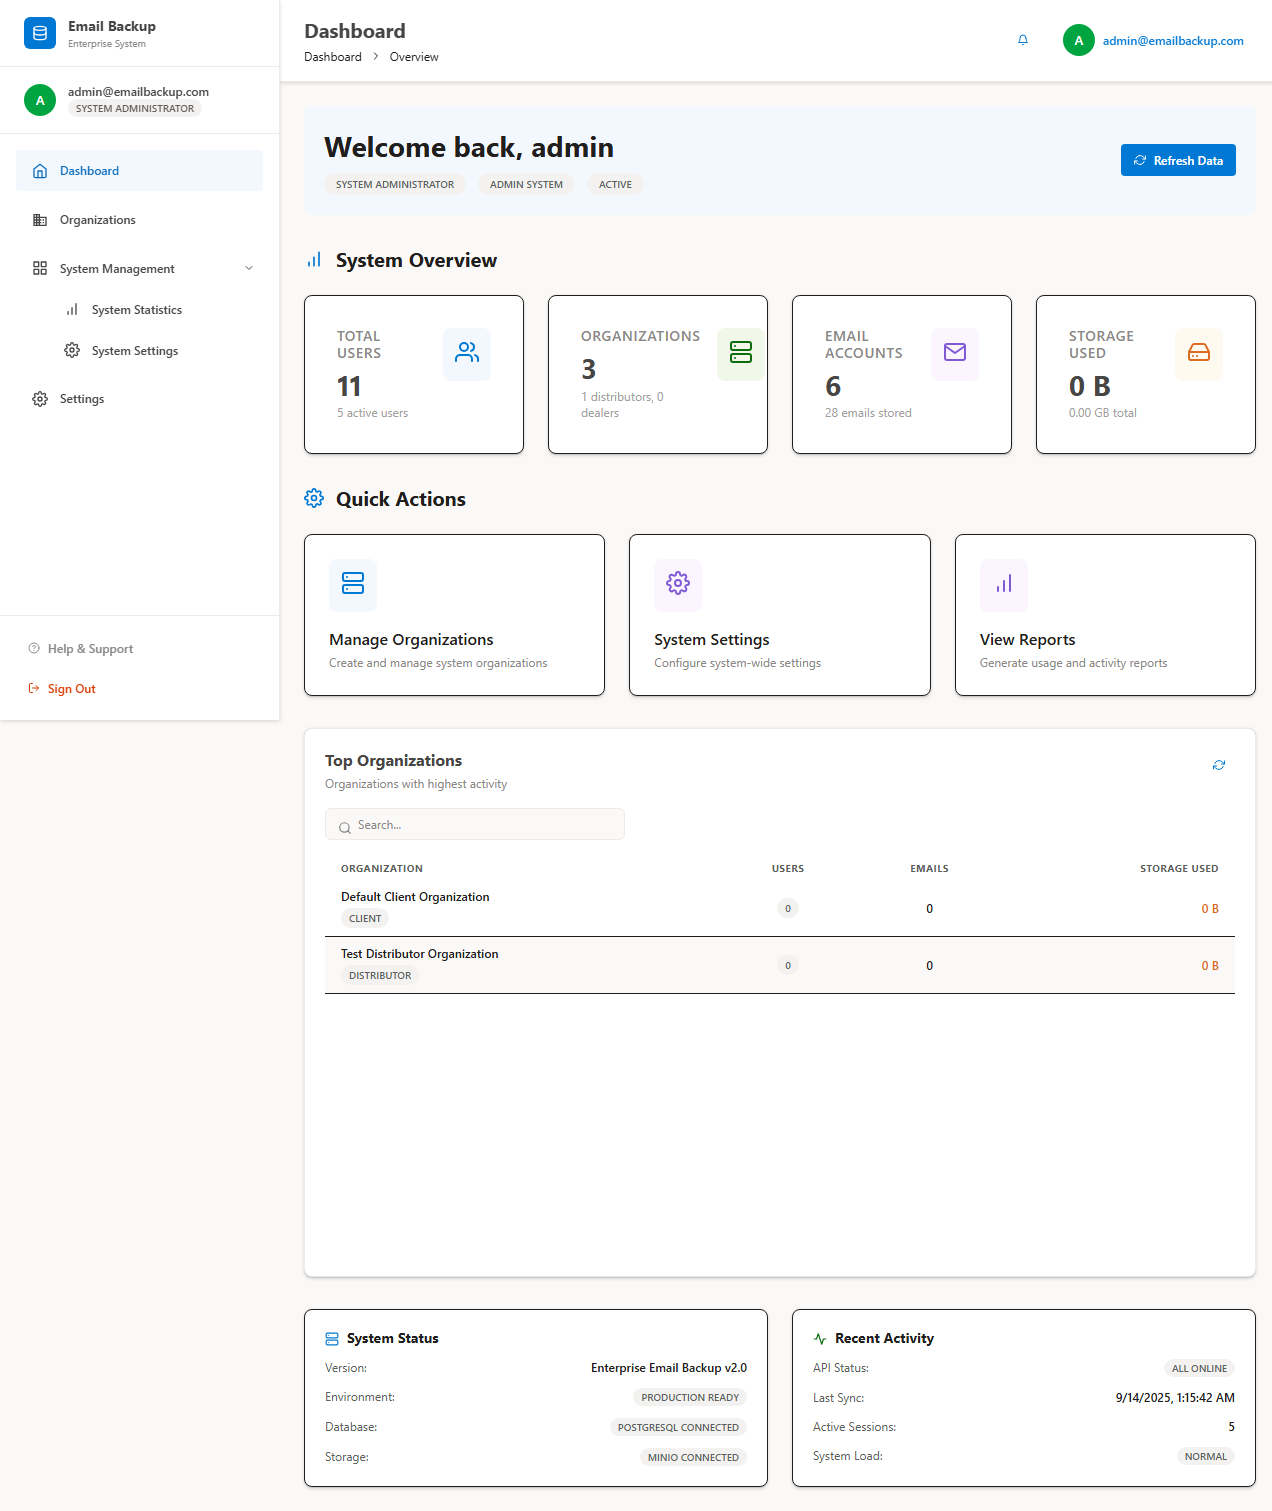 Email Backup
Enterprise System
A
admin@emailbackup.com
SYSTEM ADMINISTRATOR
Dashboard
Organizations
System Management
System Statistics
System Settings
Settings
Help & Support
Sign Out
Dashboard
Dashboard > Overview
A admin@emailbackup.com
Welcome back, admin
SYSTEM ADMINISTRATOR ADMIN SYSTEM ACTIVE
Refresh Data
System Overview
TOTAL
USERS
11
5 active users
ORGANIZATIONS
3
1 distributors, 0
dealers
EMAIL
ACCOUNTS
6
28 emails stored
STORAGE
USED
0 B
0.00 GB total
Quick Actions
Manage Organizations
Create and manage system organizations
System Settings
Configure system-wide settings
View Reports
Generate usage and activity reports
Top Organizations
Organizations with highest activity
Search...
ORGANIZATION USERS EMAILS STORAGE USED
Default Client Organization
CLIENT
0 0 0 B
Test Distributor Organization
DISTRIBUTOR
0 0 0 B
System Status
Version: Enterprise Email Backup v2.0
Environment: PRODUCTION READY
Database: POSTGRESQL CONNECTED
Storage: MINIO CONNECTED
Recent Activity
API Status: ALL ONLINE
Last Sync: 9/14/2025, 1:15:42 AM
Active Sessions: 5
System Load: NORMAL